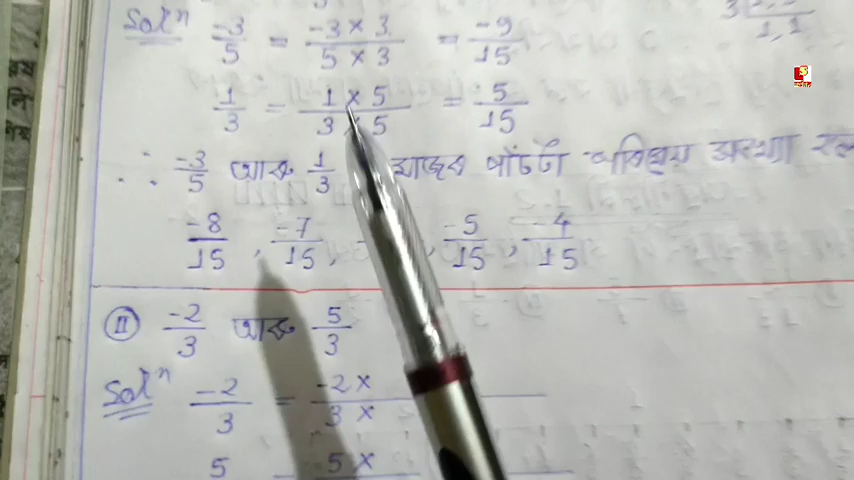 Solⁿ -3/5 = -3 × 3/5 × 3 = -9/15
1/3 = 1 × 5/3 5 = 5/15
∴ -3/5 আৰু 1/3 পাঁচটা পৰিমেয় সংখ্যা
-8/15, -7/15, , -5/15, -4/15
II -2/3 আৰু 5/3
Solⁿ -2/3 = -2 ×/3 ×
5 = 5 ×